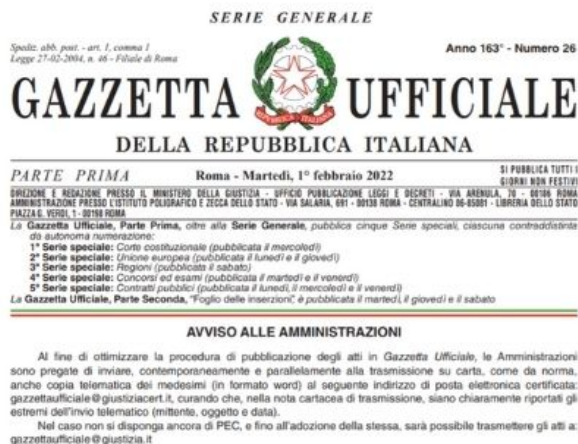 SERIE GENERALE
Spediz. abb. post. - art. 1, comma 1
Legge 27-02-2004, n. 46 - Filiale di Roma
Anno 163° - Numero 26
GAZZETTA UFFICIALE
DELLA REPUBBLICA ITALIANA
PARTE PRIMA
Roma - Martedì, 1° febbraio 2022
SI PUBBLICA TUTTI I
GIORNI NON FESTIVI
DIREZIONE E REDAZIONE PRESSO IL MINISTERO DELLA GIUSTIZIA - UFFICIO PUBBLICAZIONE LEGGI E DECRETI - VIA ARENULA, 70 - 00186 ROMA
AMMINISTRAZIONE PRESSO L'ISTITUTO POLIGRAFICO E ZECCA DELLO STATO - VIA SALARIA, 691 - 00138 ROMA - CENTRALINO 06-85081 - LIBRERIA DELLO STATO
PIAZZA G. VERDI, 1 - 00198 ROMA
La Gazzetta Ufficiale, Parte Prima, oltre alla Serie Generale, pubblica cinque Serie speciali, ciascuna contraddistinta
da autonoma numerazione:
1ª Serie speciale: Corte costituzionale (pubblicata il mercoledì)
2ª Serie speciale: Unione europea (pubblicata il lunedì e il giovedì)
3ª Serie speciale: Regioni (pubblicata il sabato)
4ª Serie speciale: Concorsi ed esami (pubblicata il martedì e il venerdì)
5ª Serie speciale: Contratti pubblici (pubblicata il lunedì, il mercoledì e il venerdì)
La Gazzetta Ufficiale, Parte Seconda, "Foglio delle inserzioni", è pubblicata il martedì, il giovedì e il sabato
AVVISO ALLE AMMINISTRAZIONI
Al fine di ottimizzare la procedura di pubblicazione degli atti in Gazzetta Ufficiale, le Amministrazioni
sono pregate di inviare, contemporaneamente e parallelamente alla trasmissione su carta, come da norma,
anche copia telematica dei medesimi (in formato word) al seguente indirizzo di posta elettronica certificata:
gazzettaufficiale@giustiziacert.it, curando che, nella nota cartacea di trasmissione, siano chiaramente riportati gli
estremi dell'invio telematico (mittente, oggetto e data).
Nel caso non si disponga ancora di PEC, e fino all'adozione della stessa, sarà possibile trasmettere gli atti a:
gazzettaufficiale@giustizia.it